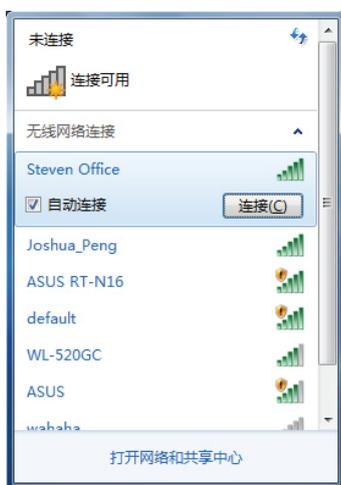 未连接
连接可用
无线网络连接
Steven Office
自动连接 连接(C)
Joshua_Peng
ASUS RT-N16
default
WL-520GC
ASUS
wahaha
打开网络和共享中心